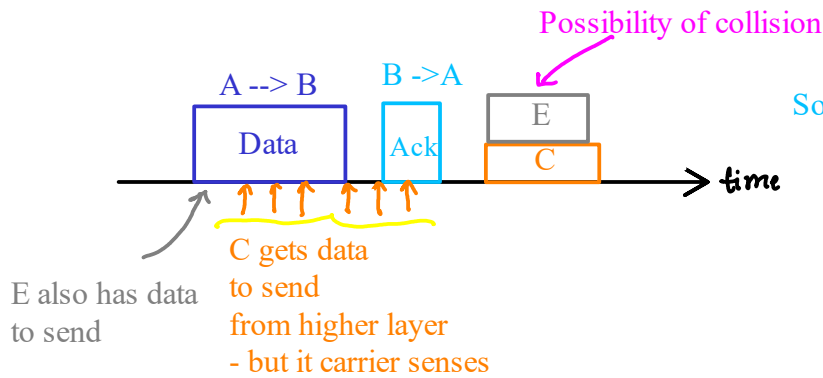 Possibility of collision
A --> B
B ->A
So
Data
Ack
E
C
time
C gets data
to send
from higher layer
- but it carrier senses
E also has data
to send